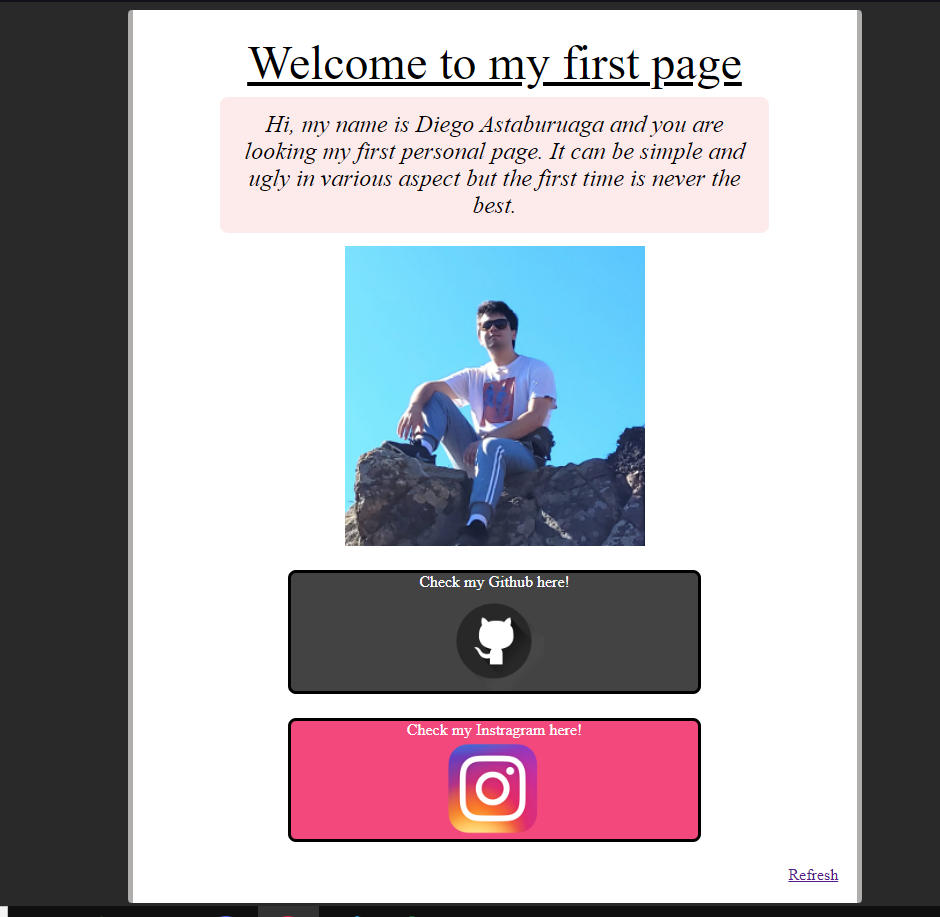 Welcome to my first page
Hi, my name is Diego Astaburuaga and you are
looking my first personal page. It can be simple and
ugly in various aspect but the first time is never the
best.
Check my Github here!
Check my Instragram here!
Refresh